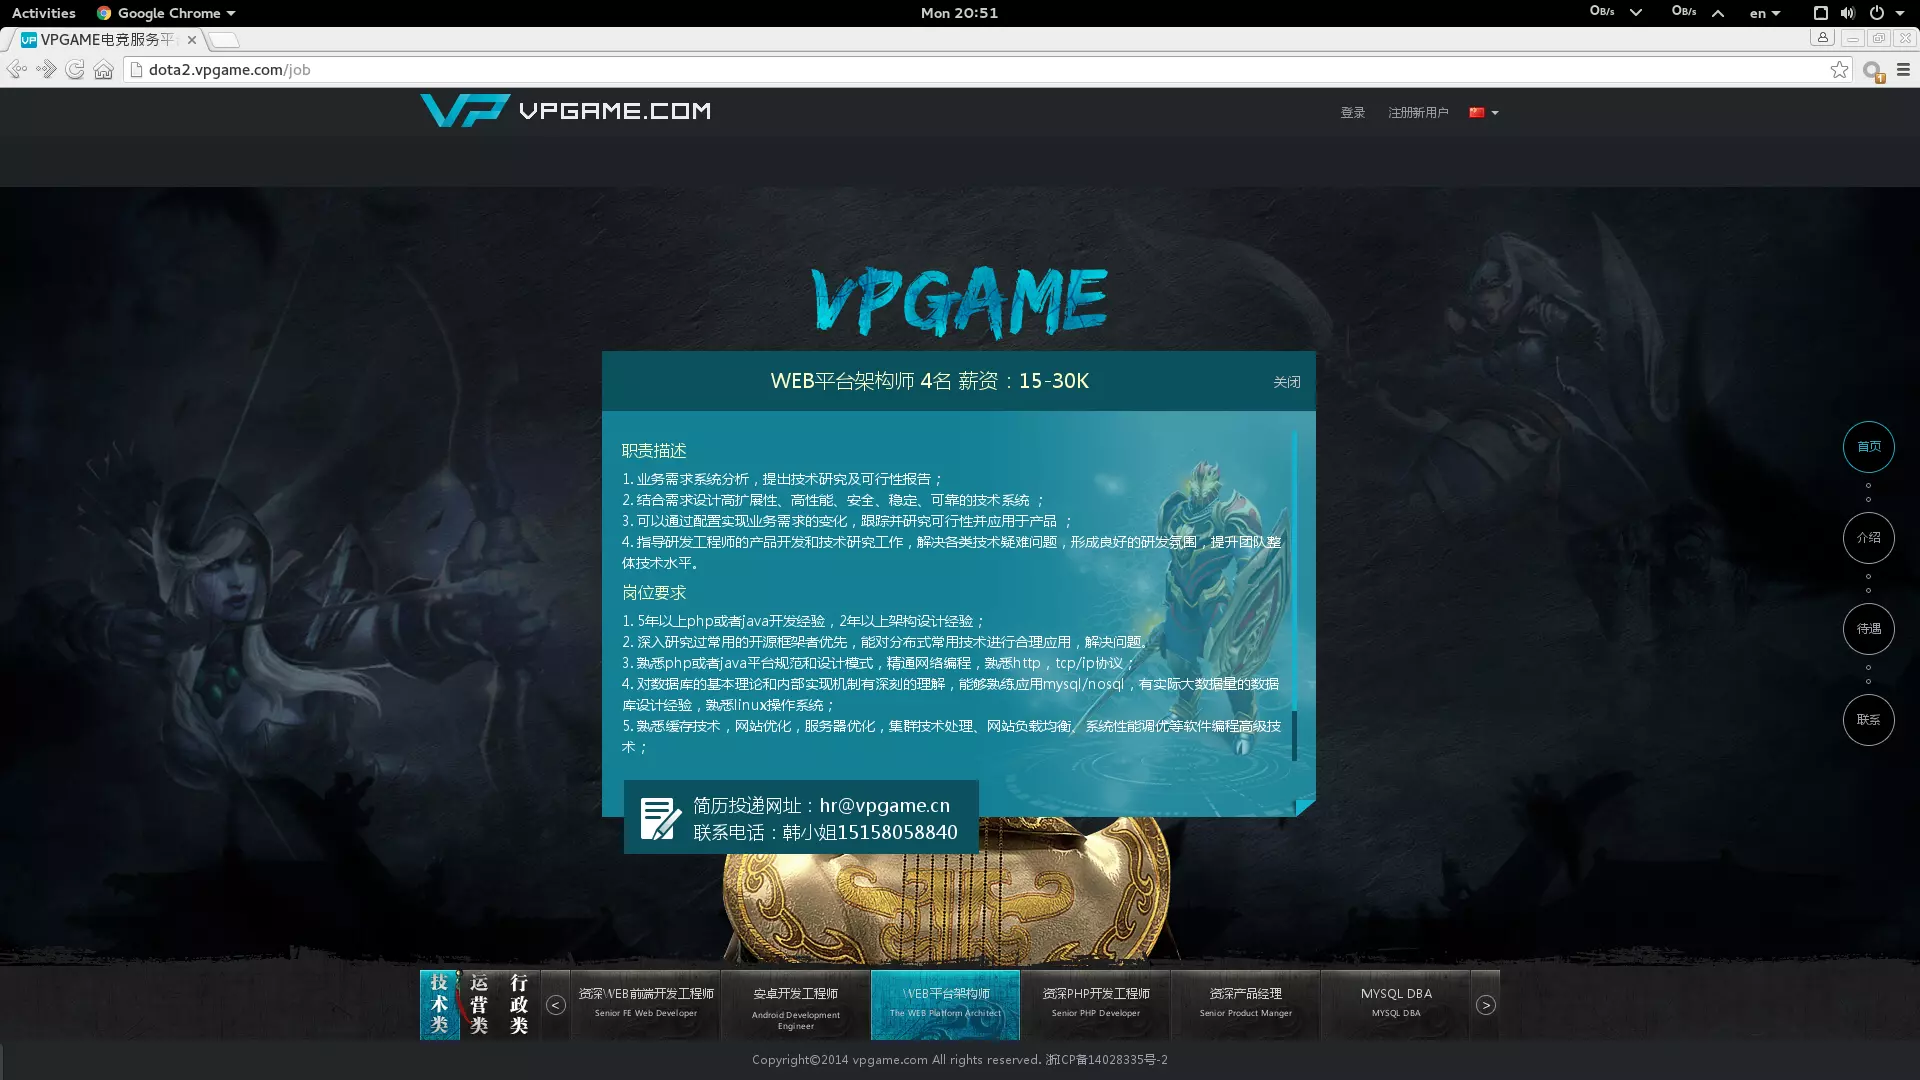 Activities
Google Chrome
Mon 20:51
0B/s
0B/s
en
VPGAME电竞服务平
dota2.vpgame.com/job
VP VPGAME.COM
登录
注册新用户
VPGAME
WEB平台架构师 4名 薪资：15-30K
关闭
职责描述
1. 业务需求系统分析，提出技术研究及可行性报告；
2. 结合需求设计高扩展性、高性能、安全、稳定、可靠的技术系统 ；
3. 可以通过配置实现业务需求的变化，跟踪并研究可行性并应用于产品 ；
4. 指导研发工程师的产品开发和技术研究工作，解决各类技术疑难问题，形成良好的研发氛围，提升团队整
体技术水平。
岗位要求
1. 5年以上php或者java开发经验，2年以上架构设计经验；
2. 深入研究过常用的开源框架者优先，能对分布式常用技术进行合理应用，解决问题。
3. 熟悉php或者java平台规范和设计模式，精通网络编程，熟悉http，tcp/ip协议；
4. 对数据库的基本理论和内部实现机制有深刻的理解，能够熟练应用mysql/nosql，有实际大数据量的数据
库设计经验，熟悉linux操作系统；
5. 熟悉缓存技术，网站优化，服务器优化，集群技术处理、网站负载均衡、系统性能调优等软件编程高级技
术；
简历投递网址：hr@vpgame.cn
联系电话：韩小姐15158058840
首页
介绍
待遇
联系
技术类
运营类
行政类
<
资深WEB前端开发工程师
Senior FE Web Developer
安卓开发工程师
Android Development
Engineer
WEB平台架构师
The WEB Platform Architect
资深PHP开发工程师
Senior PHP Developer
资深产品经理
Senior Product Manger
MYSQL DBA
MYSQL DBA
>
Copyright©2014 vpgame.com All rights reserved. 浙ICP备14028335号-2